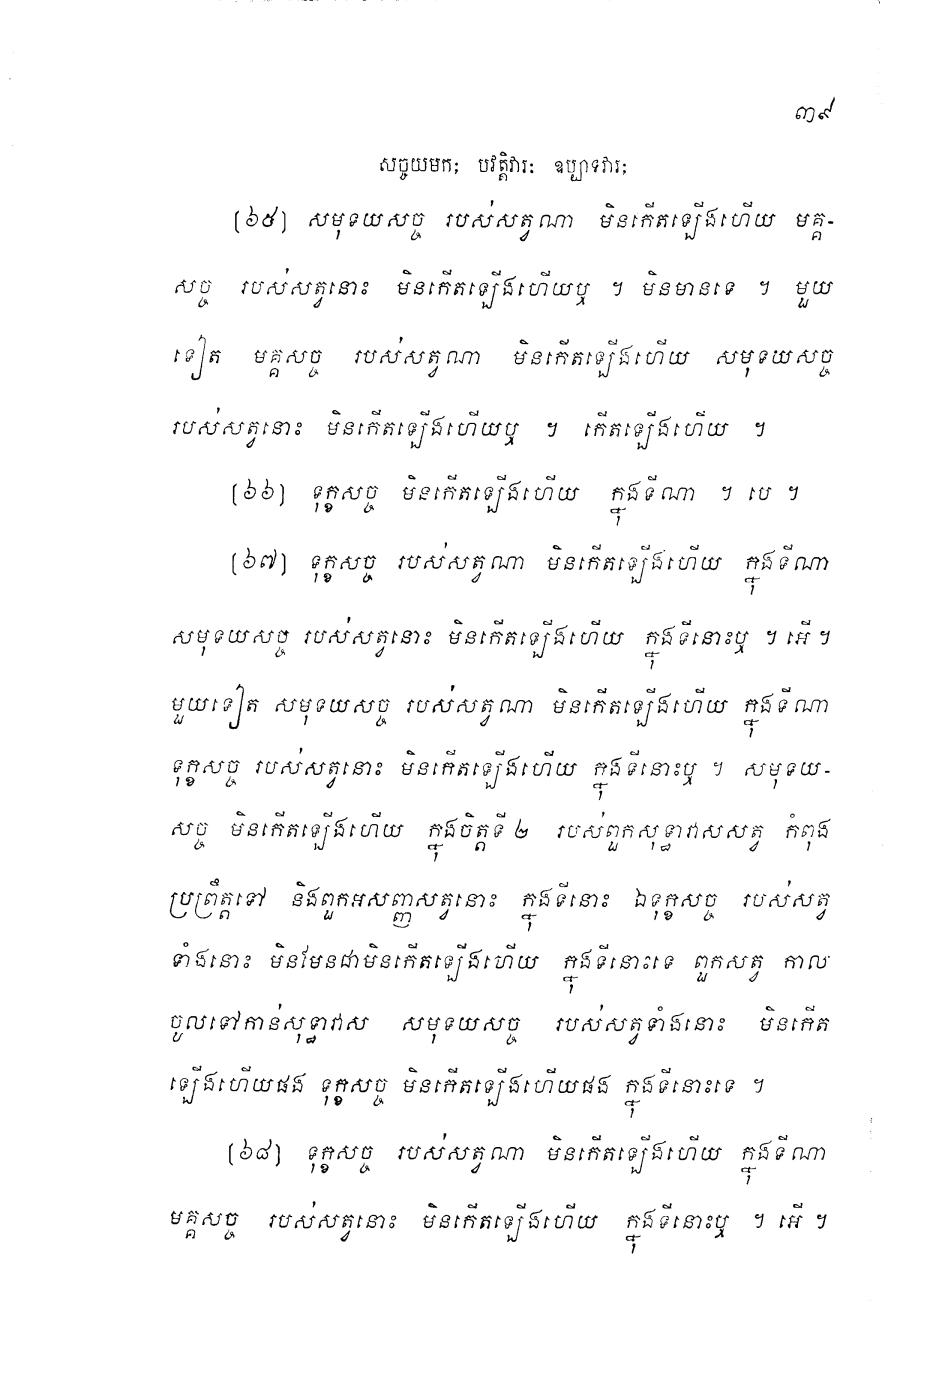 ៣៩
សច្ចយមក; បវត្តិវារៈ ឧប្បាទវារ;
[៦៥] សមុទយសច្ច របស់សត្វណា មិនកើតឡើងហើយ មគ្គ-
សច្ច របស់សត្វនោះ មិនកើតឡើងហើយឬ ។ មិនមានទេ ។ មួយ
ទៀត មគ្គសច្ច របស់សត្វណា មិនកើតឡើងហើយ សមុទយសច្ច
របស់សត្វនោះ មិនកើតឡើងហើយឬ ។ កើតឡើងហើយ ។
[៦៦] ទុក្ខសច្ច មិនកើតឡើងហើយ ក្នុងទីណា ។ បេ ។
[៦៧] ទុក្ខសច្ច របស់សត្វណា មិនកើតឡើងហើយ ក្នុងទីណា
សមុទយសច្ច របស់សត្វនោះ មិនកើតឡើងហើយ ក្នុងទីនោះឬ ។ អើ ។
មួយទៀត សមុទយសច្ច របស់សត្វណា មិនកើតឡើងហើយ ក្នុងទីណា
ទុក្ខសច្ច របស់សត្វនោះ មិនកើតឡើងហើយ ក្នុងទីនោះឬ ។ សមុទយ-
សច្ច មិនកើតឡើងហើយ ក្នុងចិត្តទី ២ របស់ពួកសុទ្ធាវាសសត្វ កំពុង
ប្រព្រឹត្តទៅ និងពួកអសញ្ញសត្វនោះ ក្នុងទីនោះ ឯទុក្ខសច្ច របស់សត្វ
ទាំងនោះ មិនមែនជាមិនកើតឡើងហើយ ក្នុងទីនោះទេ ពួកសត្វ កាល
ចូលទៅកាន់សុទ្ធាវាស សមុទយសច្ច របស់សត្វទាំងនោះ មិនកើត
ឡើងហើយផង ទុក្ខសច្ច មិនកើតឡើងហើយផង ក្នុងទីនោះទេ ។
[៦៨] ទុក្ខសច្ច របស់សត្វណា មិនកើតឡើងហើយ ក្នុងទីណា
មគ្គសច្ច របស់សត្វនោះ មិនកើតឡើងហើយ ក្នុងទីនោះឬ ។ អើ ។